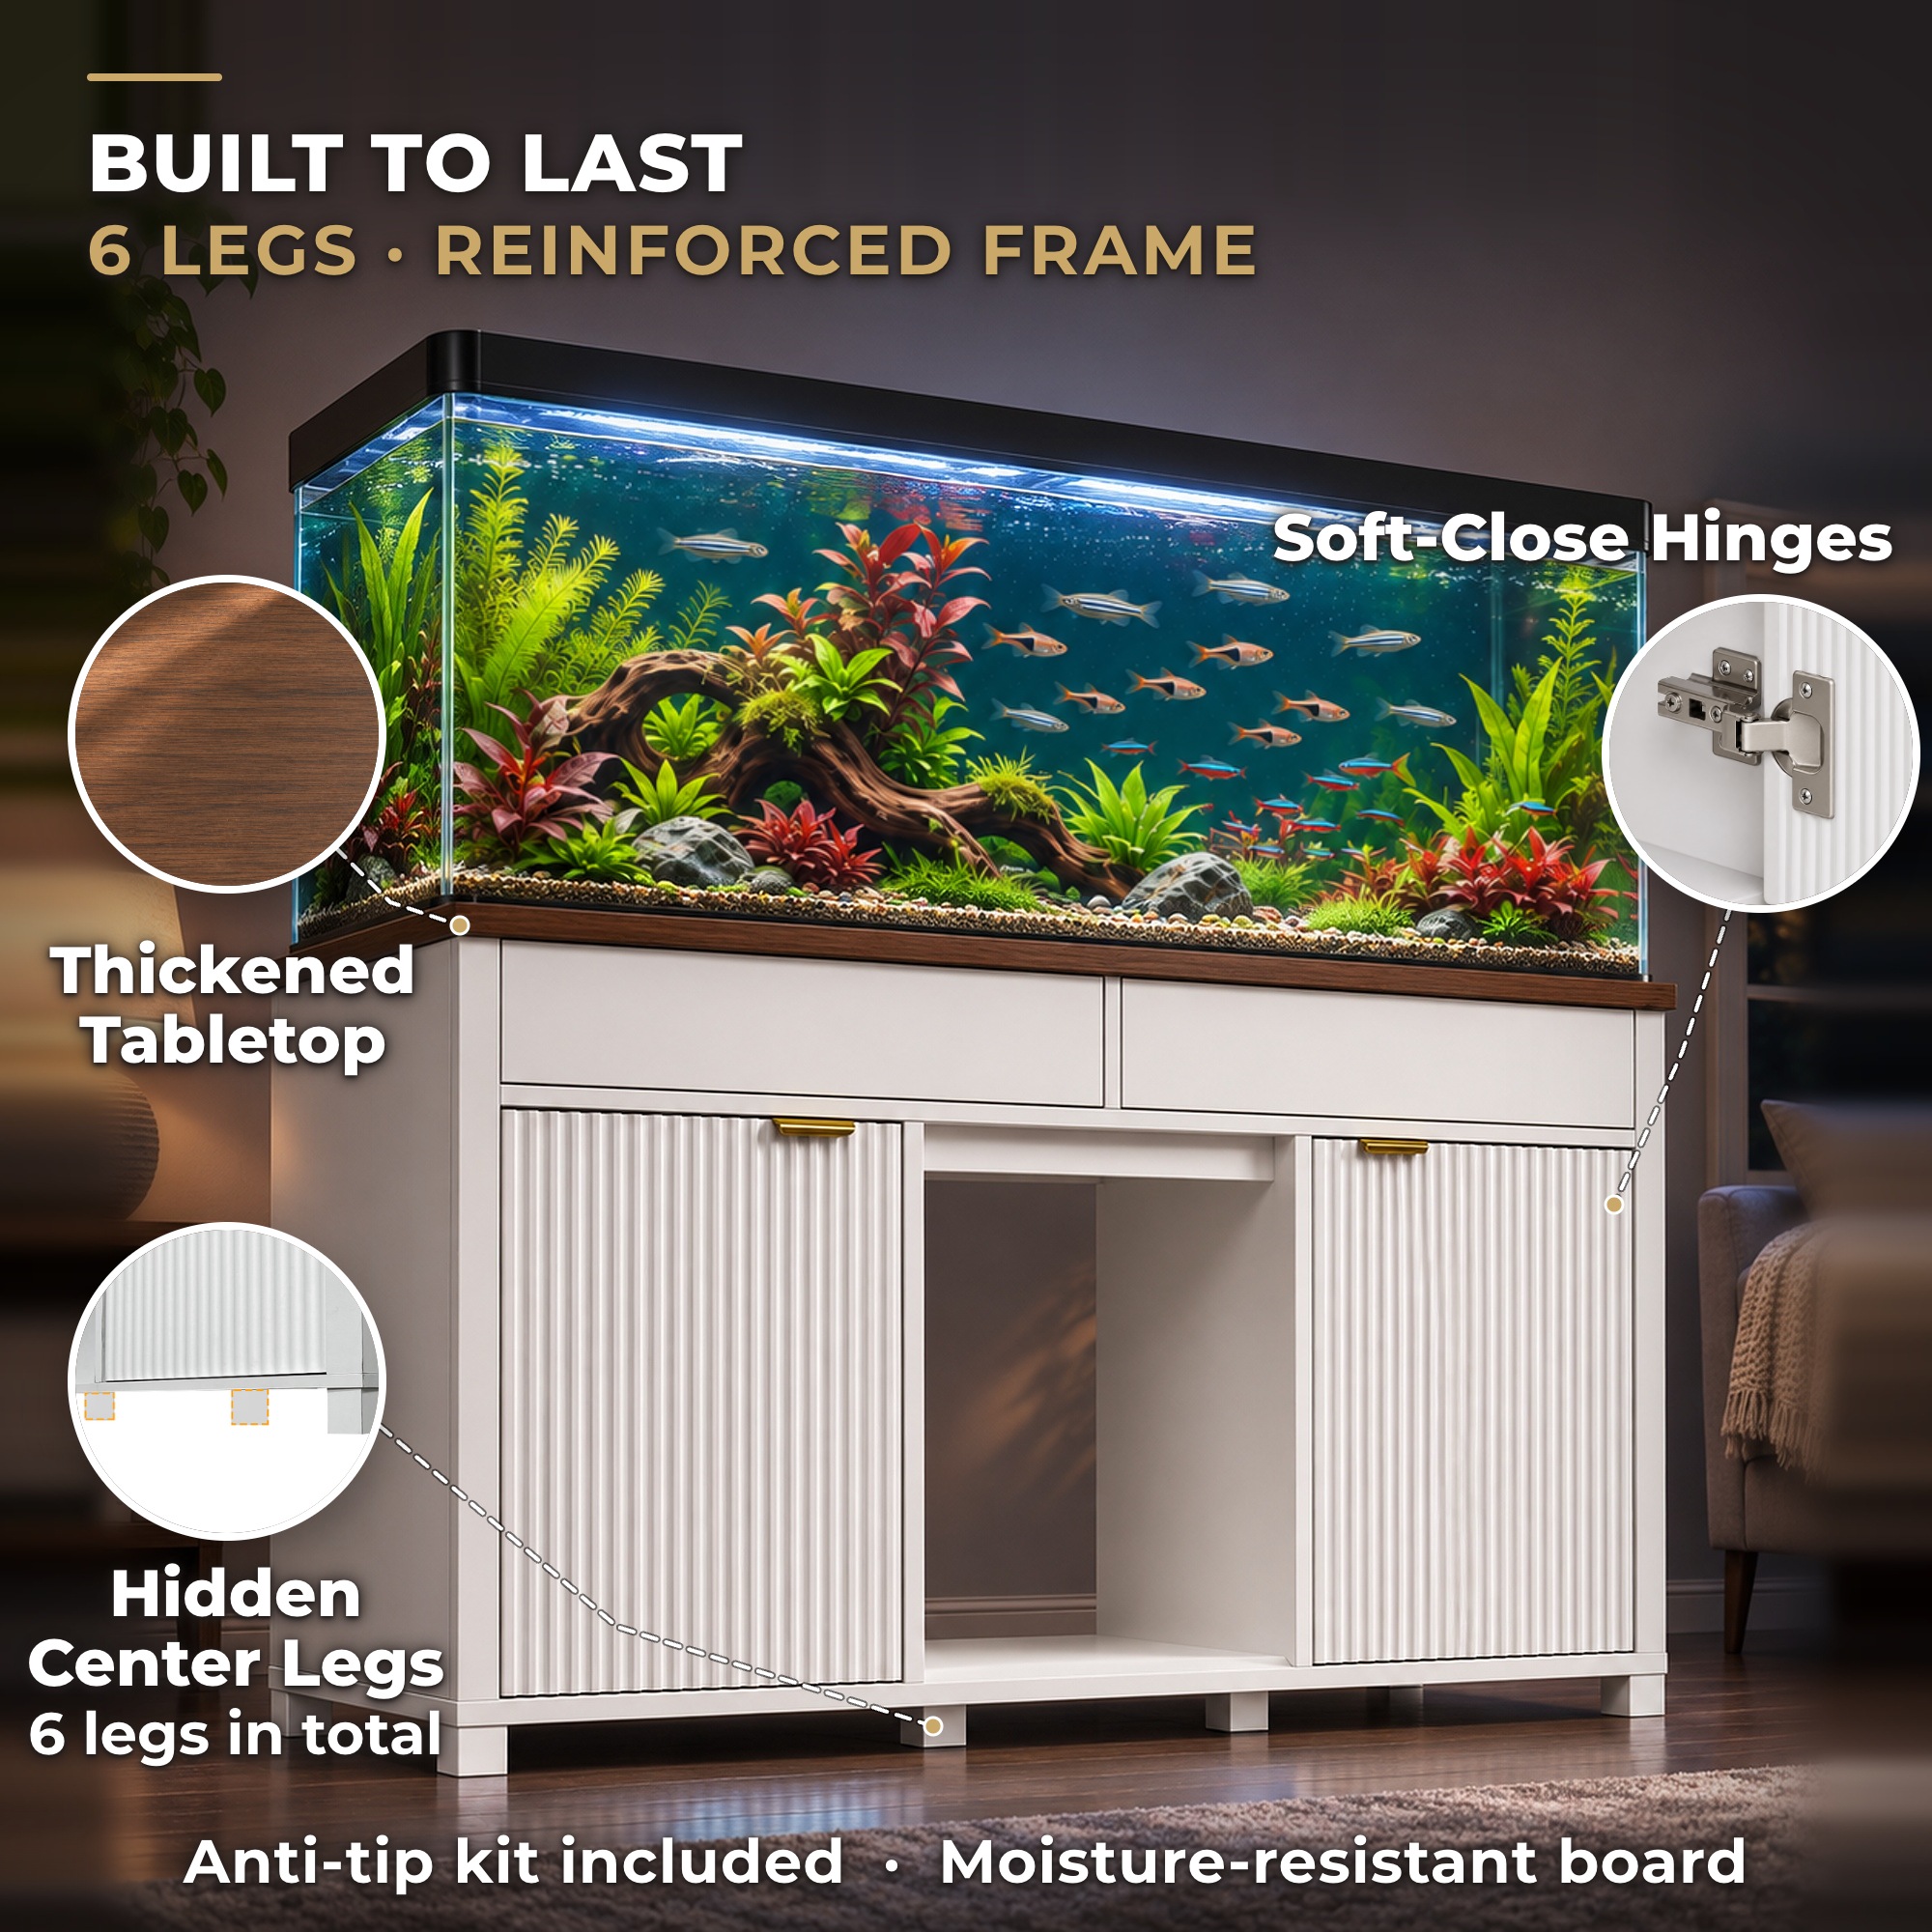 BUILT TO LAST
6 LEGS · REINFORCED FRAME
Soft-Close Hinges
Thickened
Tabletop
Hidden
Center Legs
6 legs in total
Anti-tip kit included · Moisture-resistant board